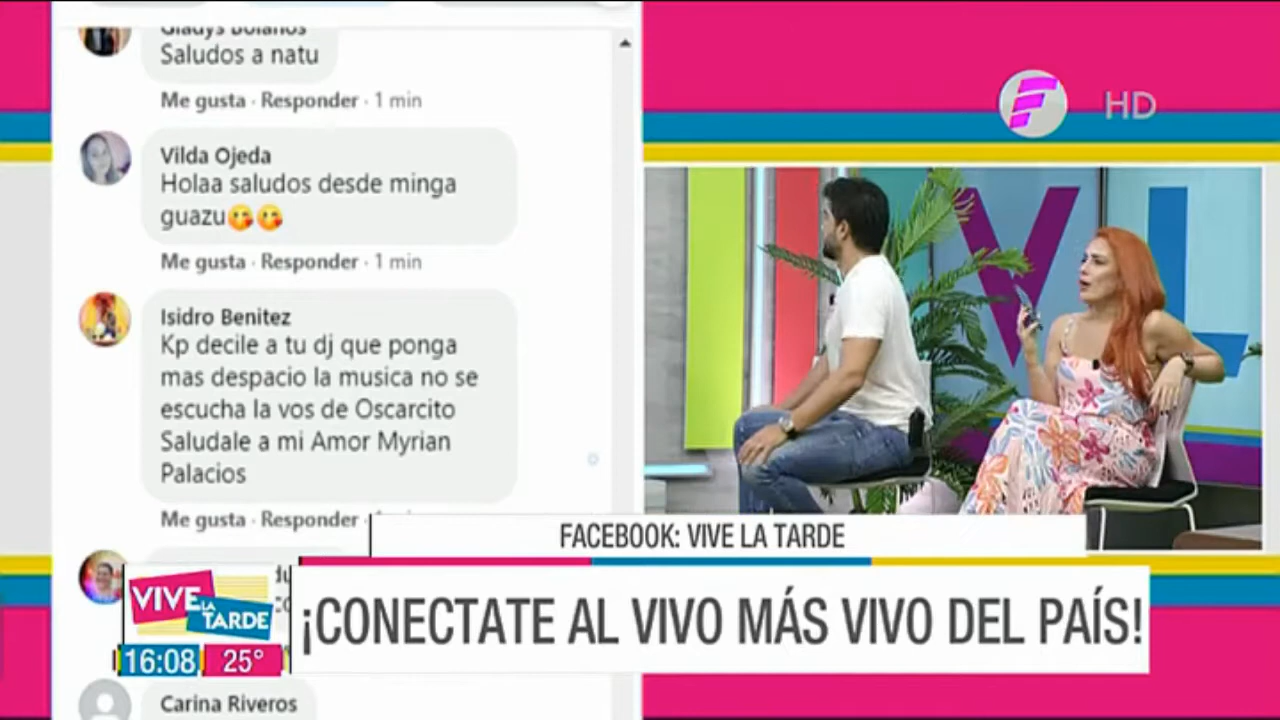 Gladys Bolanos
Saludos a natu
Me gusta · Responder · 1 min
Vilda Ojeda
Holaa saludos desde minga
guazu😋😋
Me gusta · Responder · 1 min
Isidro Benitez
Kp decile a tu dj que ponga
mas despacio la musica no se
escucha la vos de Oscarcito
Saludale a mi Amor Myrian
Palacios
Me gusta · Responder
Carina Riveros
HD
VL
FACEBOOK: VIVE LA TARDE
¡CONECTATE AL VIVO MÁS VIVO DEL PAÍS!
VIVE
LA
TARDE
16:08 25°